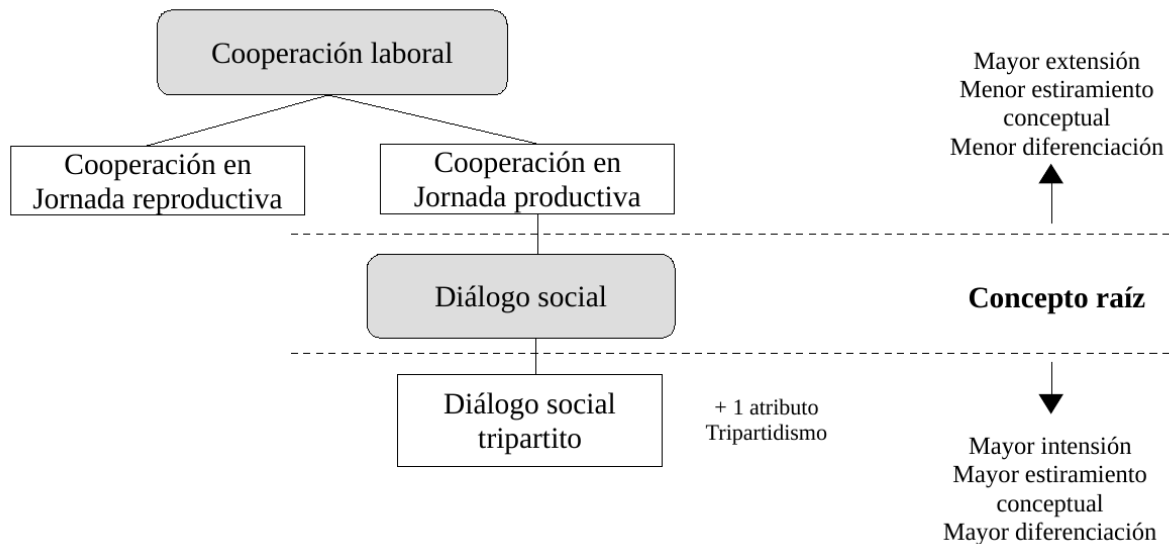 Cooperación laboral
Cooperación en
Jornada reproductiva
Cooperación en
Jornada productiva
Mayor extensión
Menor estiramiento
conceptual
Menor diferenciación
Diálogo social
Concepto raíz
Diálogo social
tripartito
+ 1 atributo
Tripartidismo
Mayor intensión
Mayor estiramiento
conceptual
Mayor diferenciación